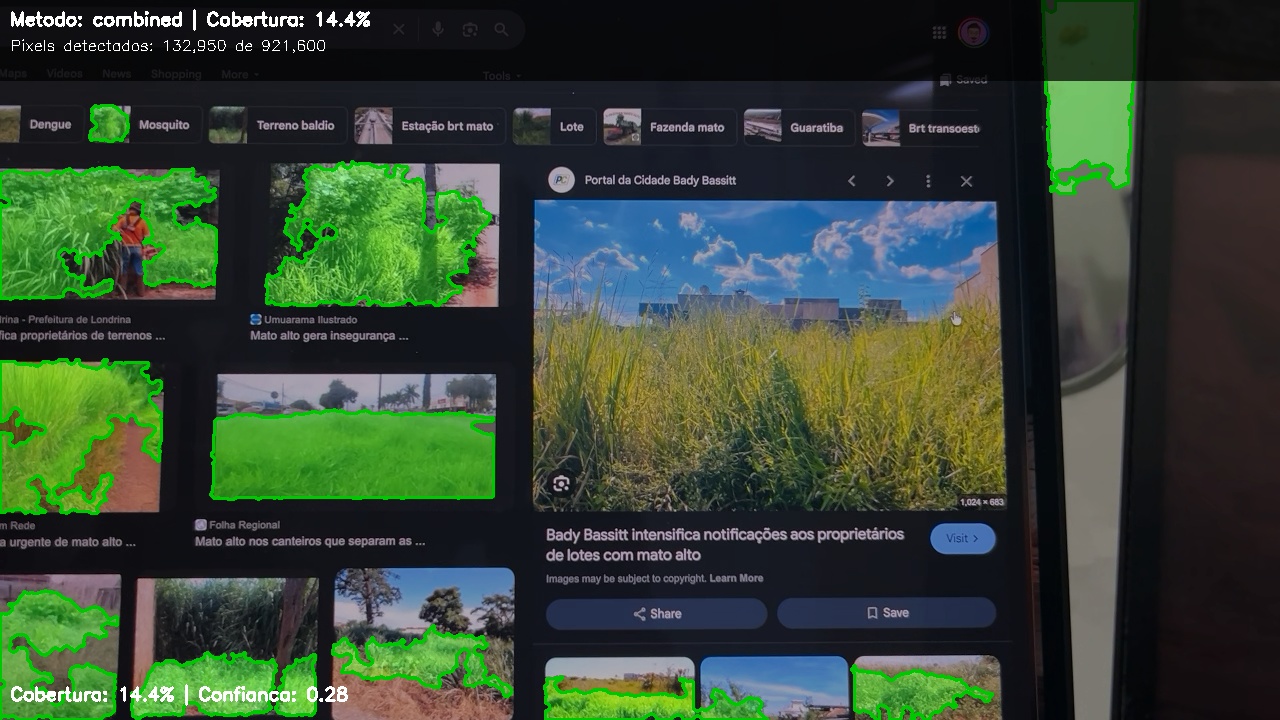 Metodo: combined | Cobertura: 14.4%
Pixels detectados: 132,950 de 921,600
Maps Videos News Shopping More Tools
Saved
Dengue Mosquito Terreno baldio Estação brt mato Lote Fazenda mato Guaratiba Brt transoest
Portal da Cidade Bady Bassitt
drina - Prefeitura de Londrina
fica proprietários de terrenos ...
Umuarama Ilustrado
Mato alto gera insegurança ...
1,024 × 683
m Rede
a urgente de mato alto ...
Folha Regional
Mato alto nos canteiros que separam as ...
Bady Bassitt intensifica notificações aos proprietários
de lotes com mato alto
Visit
Images may be subject to copyright. Learn More
Share
Save
Cobertura: 14.4% | Confianca: 0.28